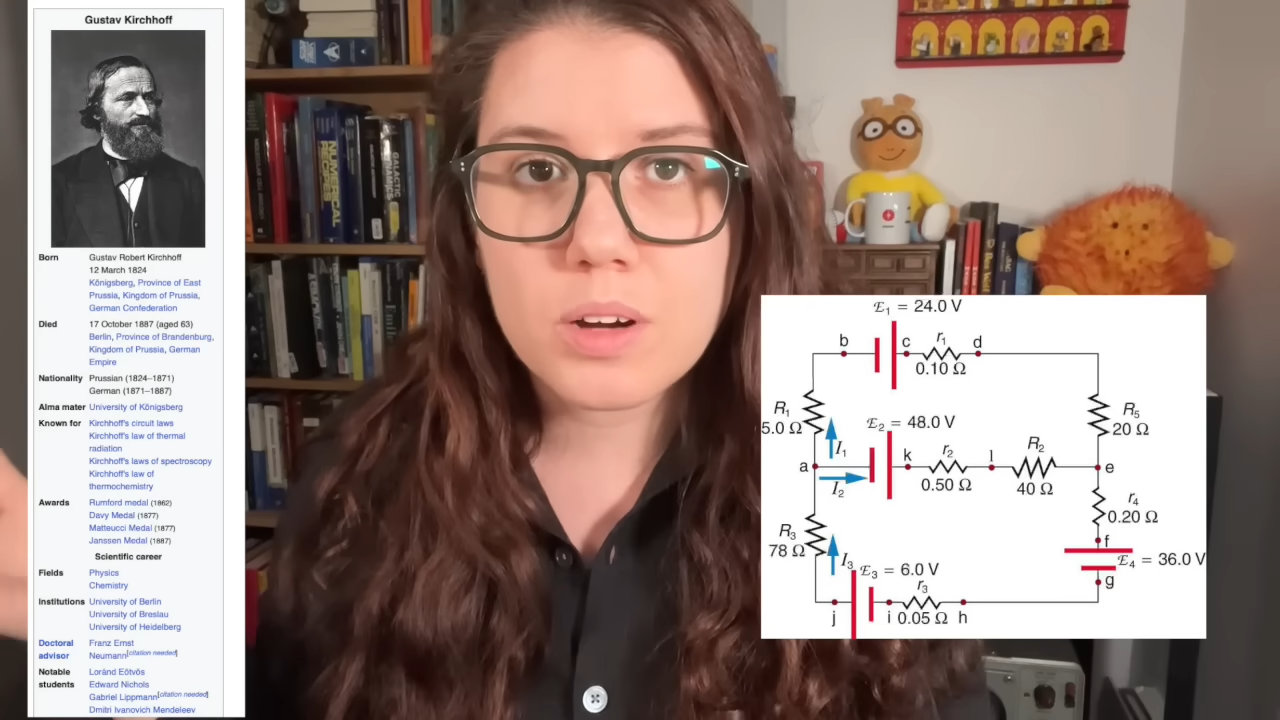 Gustav Kirchhoff
Born Gustav Robert Kirchhoff
12 March 1824
Königsberg, Province of East
Prussia, Kingdom of Prussia,
German Confederation
Died 17 October 1887 (aged 63)
Berlin, Province of Brandenburg,
Kingdom of Prussia, German
Empire
Nationality Prussian (1824–1871)
German (1871–1887)
Alma mater University of Königsberg
Known for Kirchhoff's circuit laws
Kirchhoff's law of thermal
radiation
Kirchhoff's laws of spectroscopy
Kirchhoff's law of
thermochemistry
Awards Rumford medal (1862)
Davy Medal (1877)
Matteucci Medal (1877)
Janssen Medal (1887)
Scientific career
Fields Physics
Chemistry
Institutions University of Berlin
University of Breslau
University of Heidelberg
Doctoral Franz Ernst
advisor Neumann[citation needed]
Notable Loránd Eötvös
students Edward Nichols
Gabriel Lippmann[citation needed]
Dmitri Ivanovich Mendeleev
NUMERICAL
RECIPES
GALACTIC
DYNAMICS
ℰ1 = 24.0 V
b c r1 d
0.10 Ω
R1
5.0 Ω
I1
R5
20 Ω
ℰ2 = 48.0 V
a k r2 l R2 e
I2 0.50 Ω 40 Ω
r4
0.20 Ω
R3
78 Ω
I3
f
ℰ4 = 36.0 V
g
ℰ3 = 6.0 V
r3
j i 0.05 Ω h